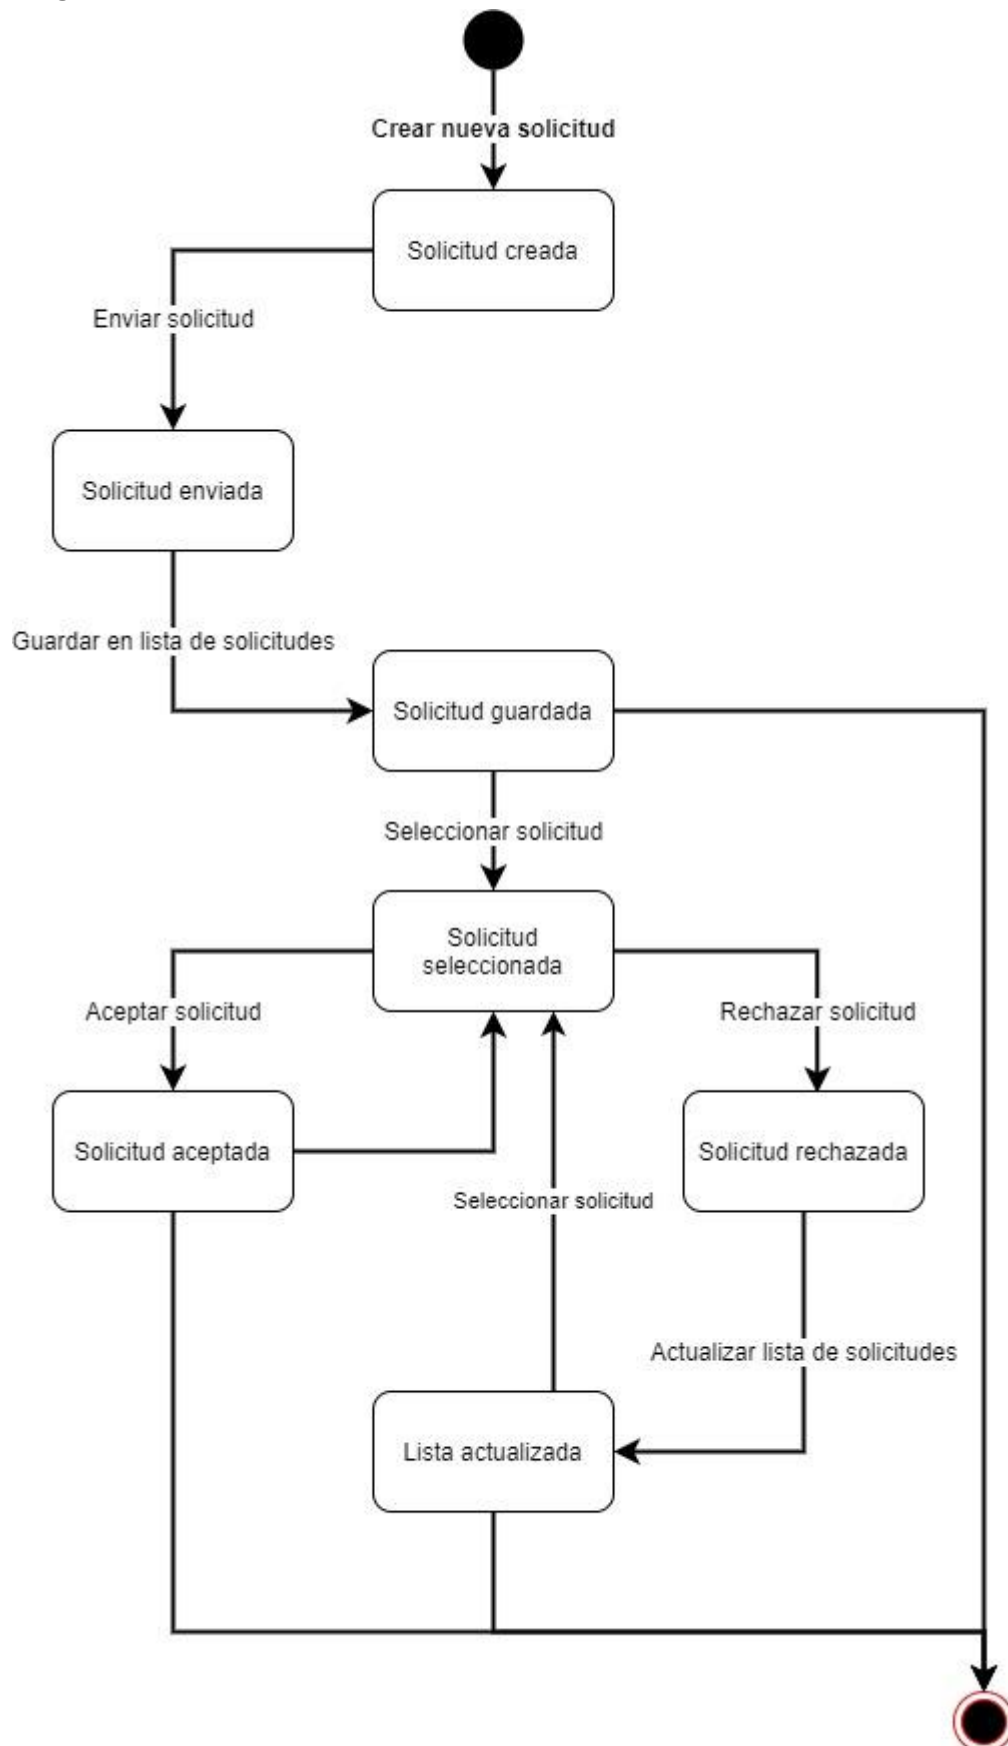 Crear nueva solicitud
Solicitud creada
Enviar solicitud
Solicitud enviada
Guardar en lista de solicitudes
Solicitud guardada
Seleccionar solicitud
Solicitud
seleccionada
Aceptar solicitud
Rechazar solicitud
Solicitud aceptada
Solicitud rechazada
Seleccionar solicitud
Actualizar lista de solicitudes
Lista actualizada